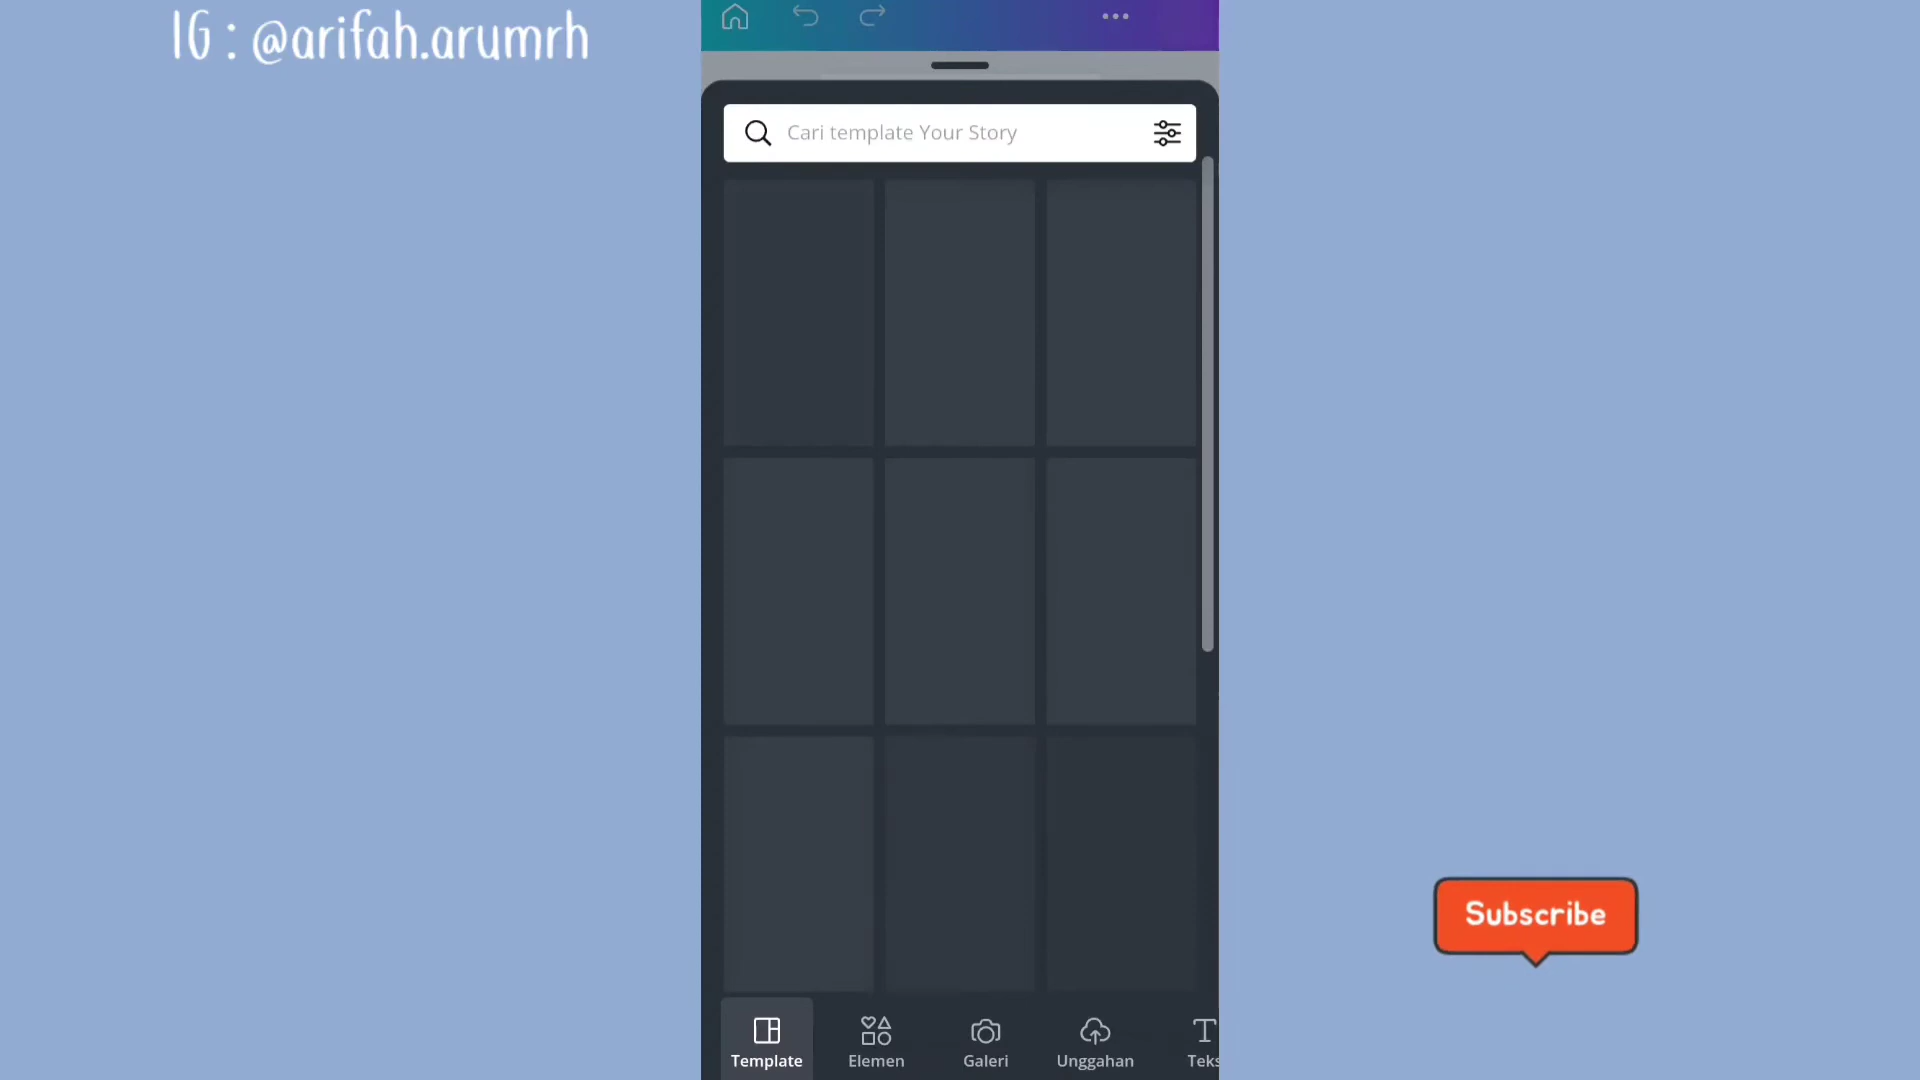 IG : @arifah.arumrh
Cari template Your Story
Subscribe
Template
Elemen
Galeri
Unggahan
Teks